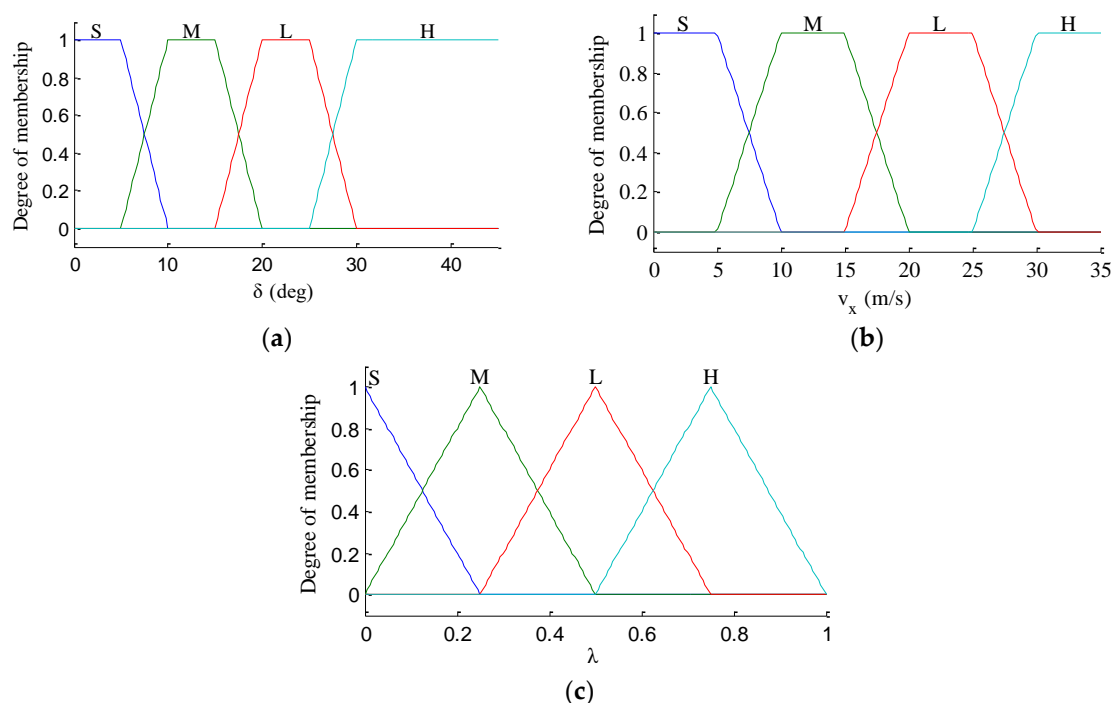 S M L H
Degree of membership
1
0.8
0.6
0.4
0.2
0
0 10 20 30 40
δ (deg)
(a)
S M L H
Degree of membership
1
0.8
0.6
0.4
0.2
0
0 5 10 15 20 25 30 35
v_x (m/s)
(b)
S M L H
Degree of membership
1
0.8
0.6
0.4
0.2
0
0 0.2 0.4 0.6 0.8 1
λ
(c)